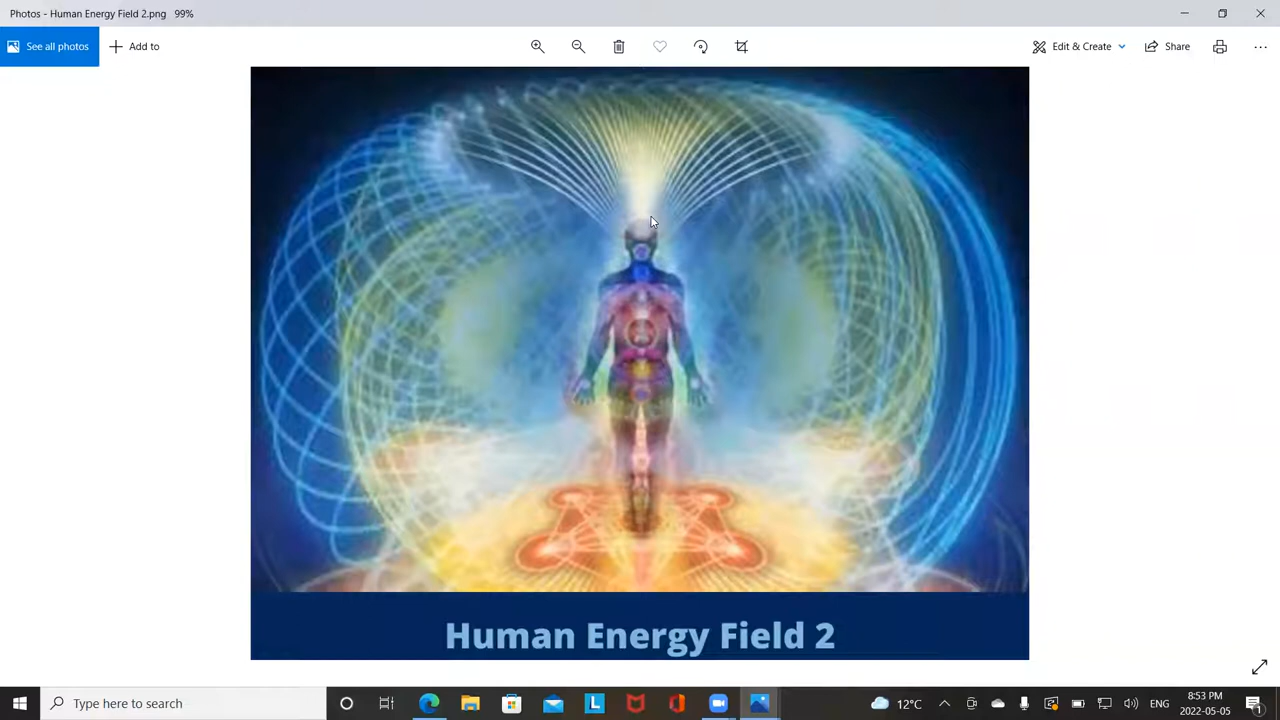 Photos - Human Energy Field 2.png 99%
See all photos
Add to
Edit & Create
Share
Human Energy Field 2
Type here to search
L
12°C
ENG
8:53 PM
2022-05-05
1